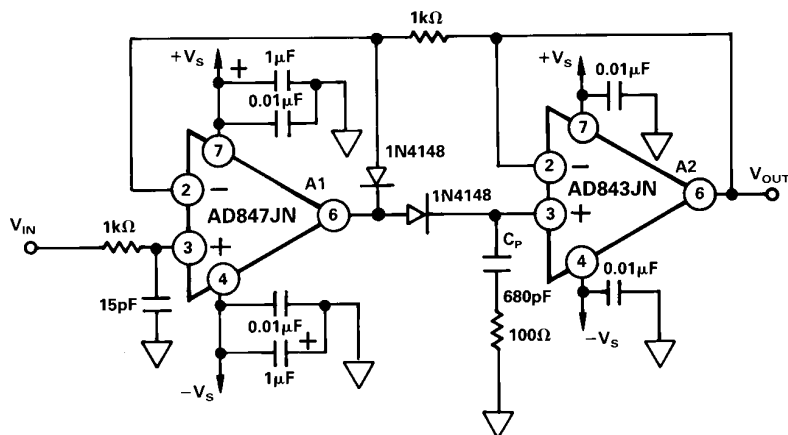 1kΩ
+VS
+
1μF
0.01μF
+VS
0.01μF
7
7
1N4148
2
−
A1
1N4148
2
−
A2
AD847JN
6
AD843JN
6
VOUT
VIN
1kΩ
3
+
3
+
4
CP
4
15pF
0.01μF
680pF
0.01μF
+
100Ω
1μF
−VS
−VS